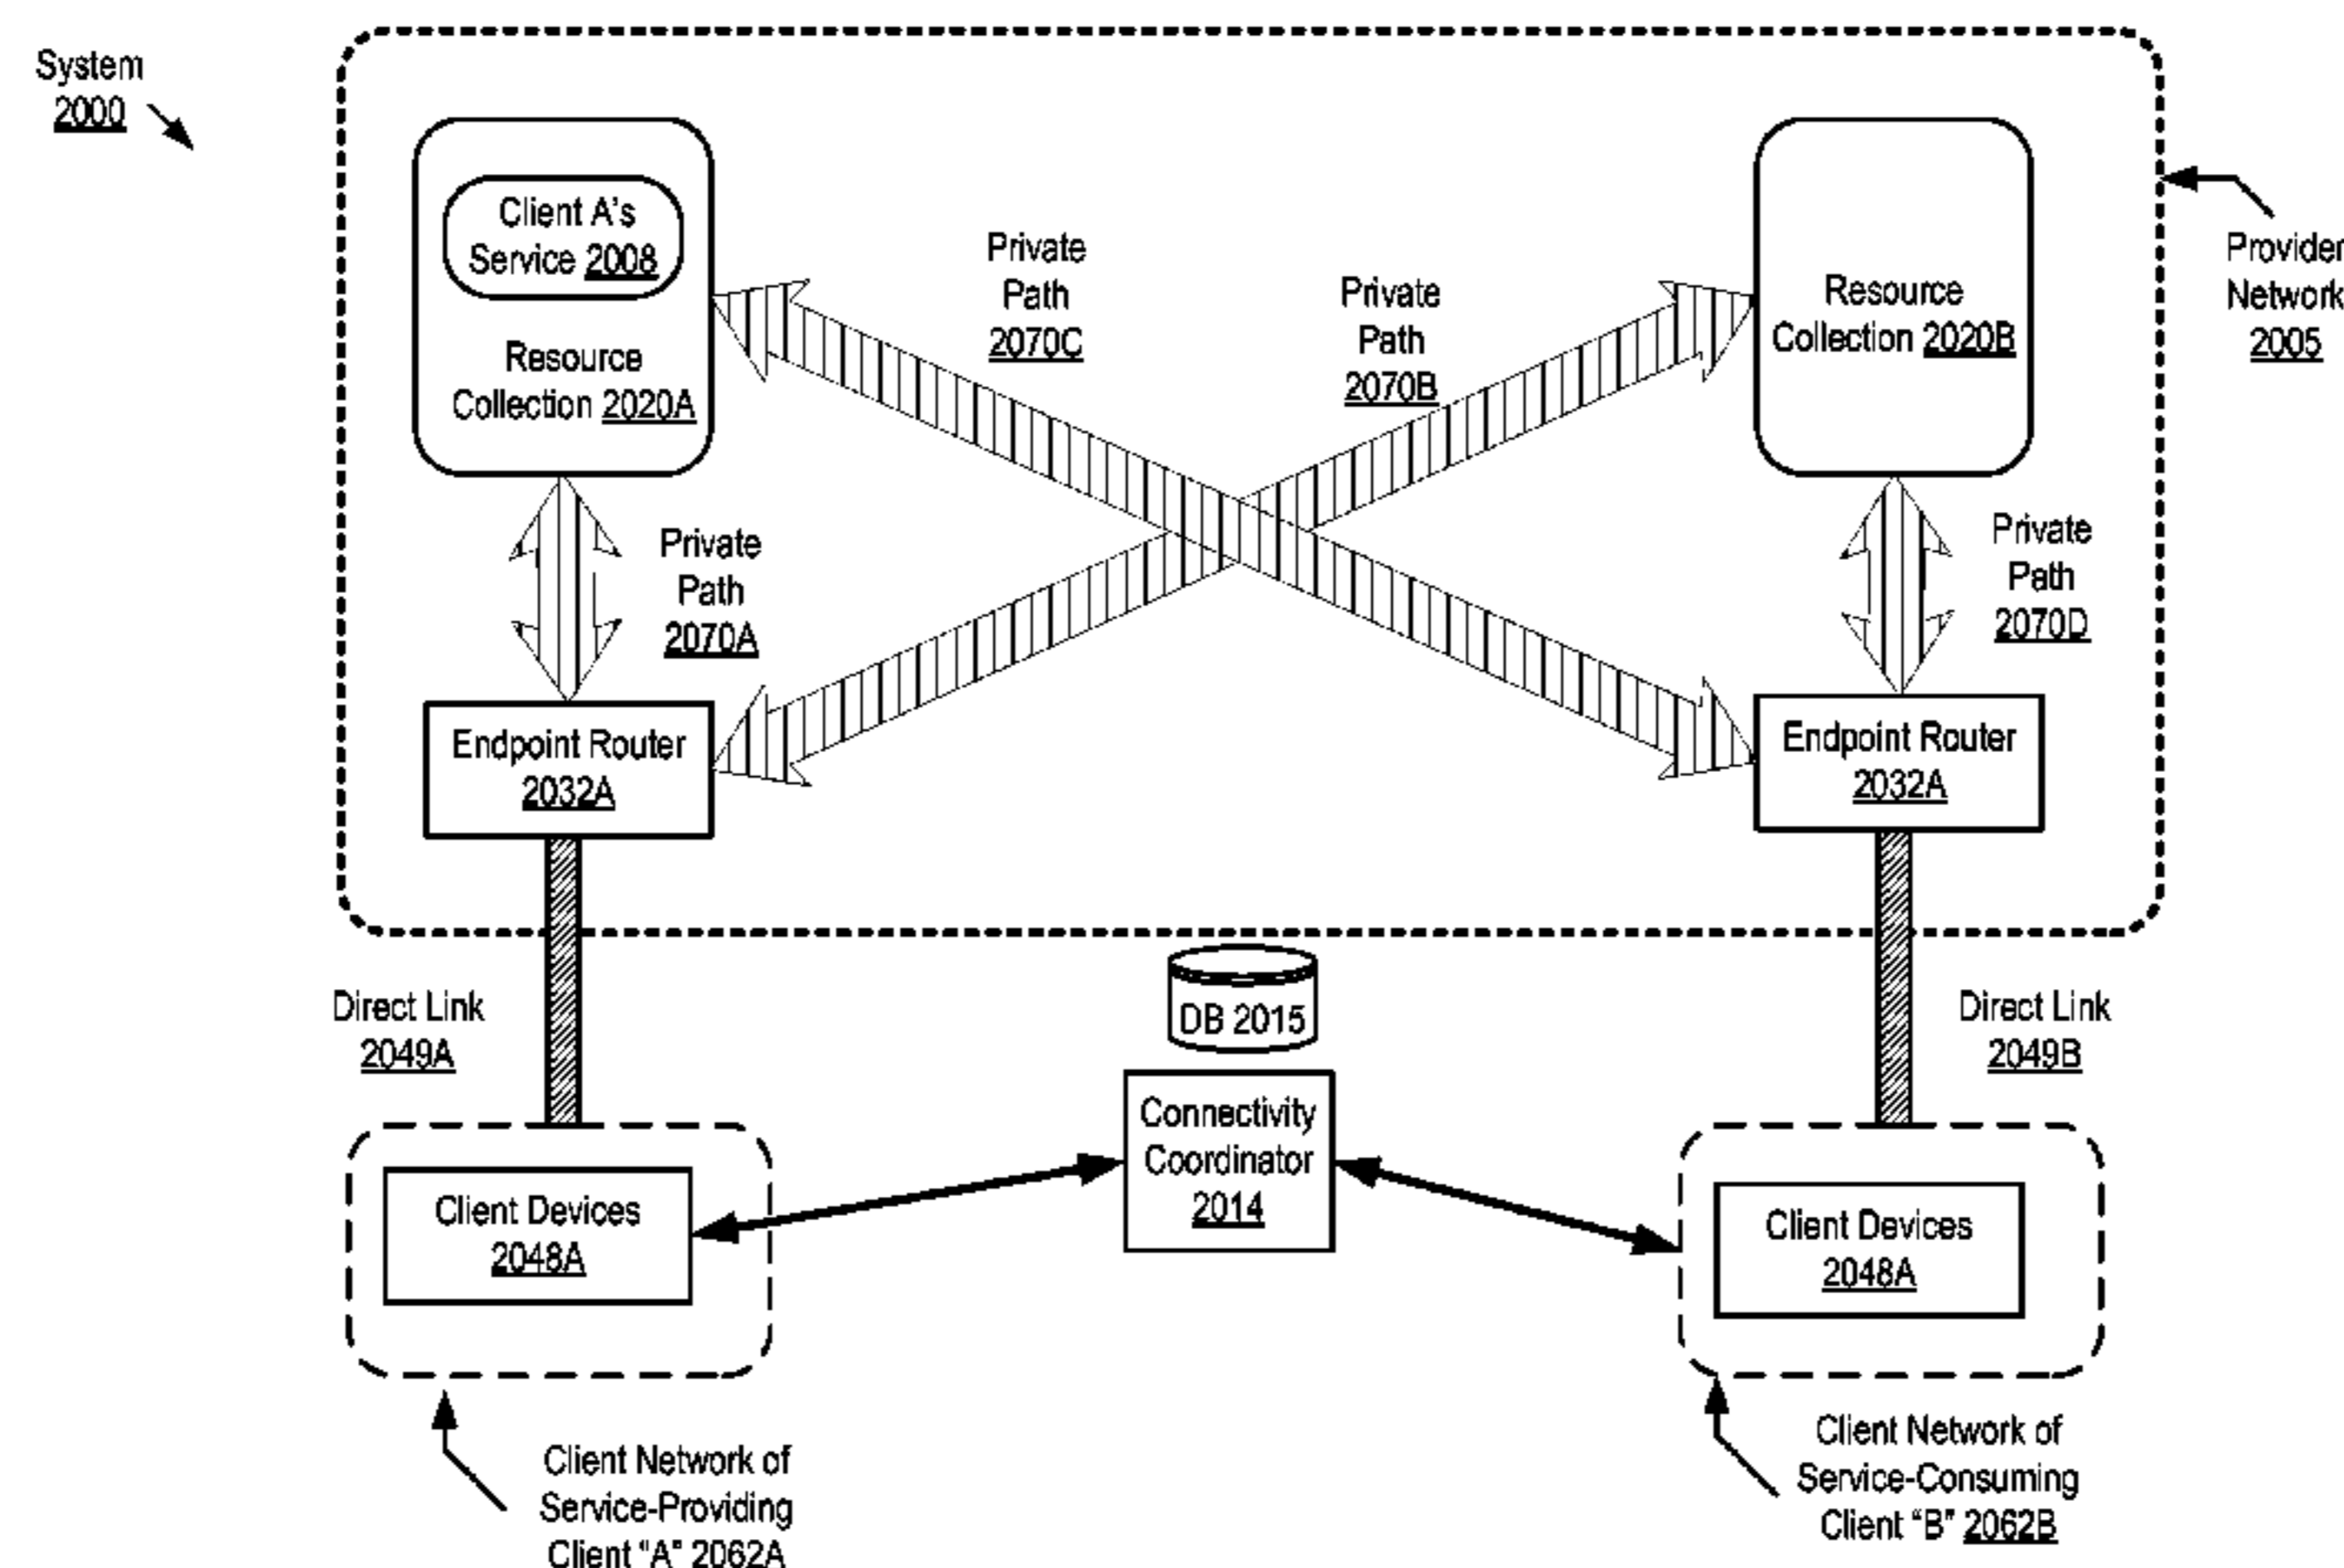 System
2000
Client A's
Service 2008
Resource
Collection 2020A
Private
Path
2070C
Private
Path
2070B
Resource
Collection 2020B
Provider
Network
2005
Private
Path
2070A
Private
Path
2070D
Endpoint Router
2032A
Endpoint Router
2032A
Direct Link
2049A
DB 2015
Direct Link
2049B
Connectivity
Coordinator
2014
Client Devices
2048A
Client Devices
2048A
Client Network of
Service-Providing
Client "A" 2062A
Client Network of
Service-Consuming
Client "B" 2062B